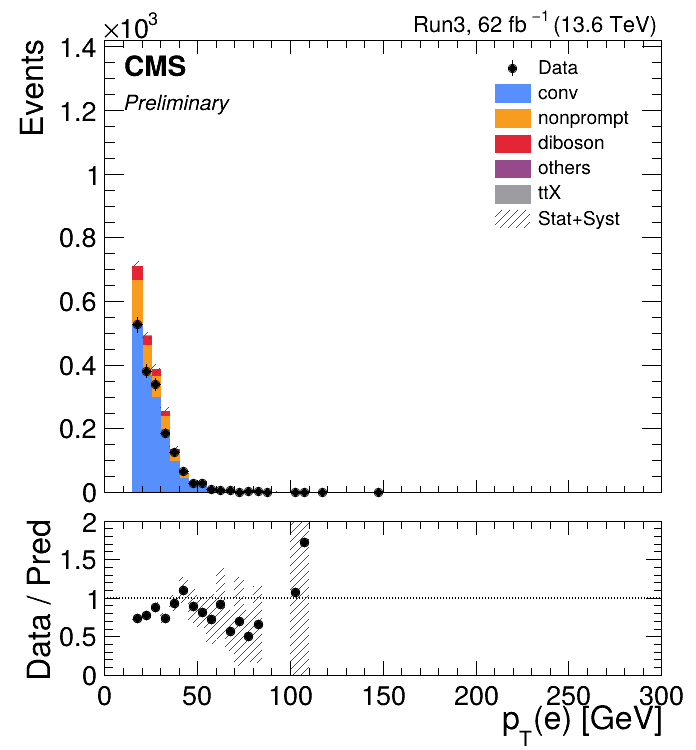 ×10³
Run3, 62 fb⁻¹ (13.6 TeV)
Events
1.4
1.2
1
0.8
0.6
0.4
0.2
0
CMS
Preliminary
Data
conv
nonprompt
diboson
others
ttX
Stat+Syst
Data / Pred
2
1.5
1
0.5
0
0 50 100 150 200 250 300
p_T(e) [GeV]